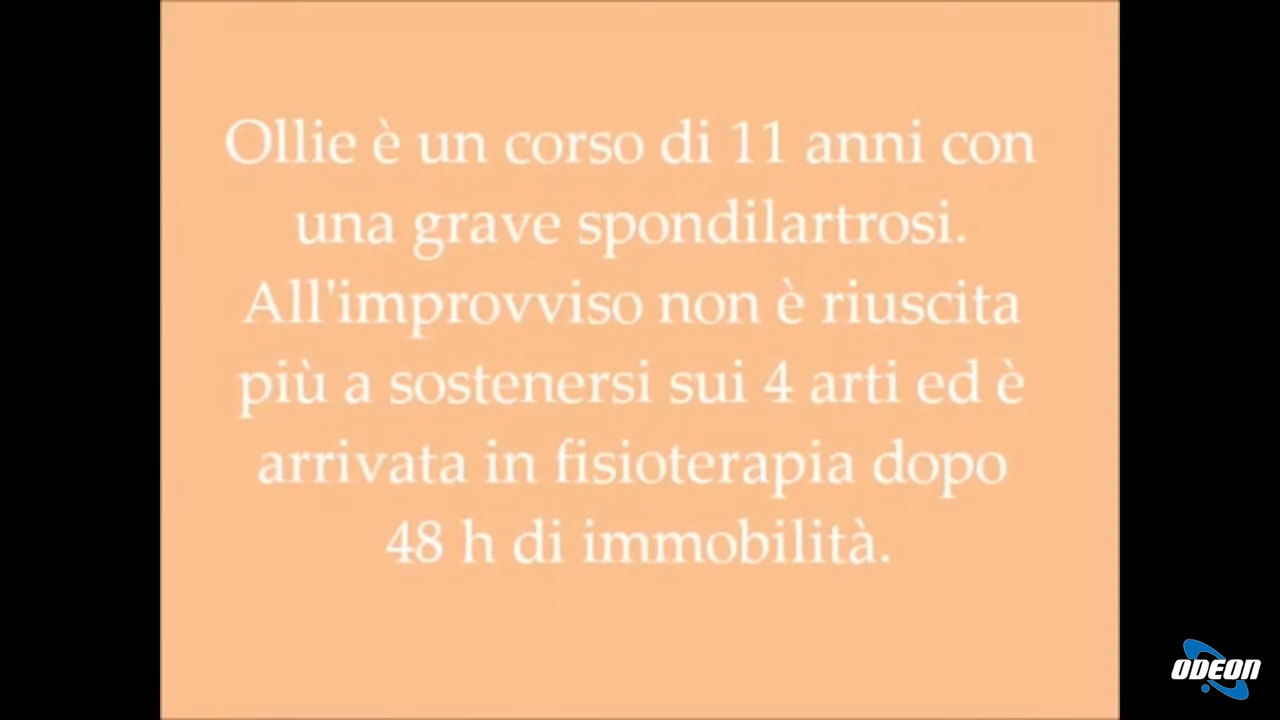 Ollie è un corso di 11 anni con
una grave spondilartrosi.
All'improvviso non è riuscita
più a sostenersi sui 4 arti ed è
arrivata in fisioterapia dopo
48 h di immobilità.
ODEON